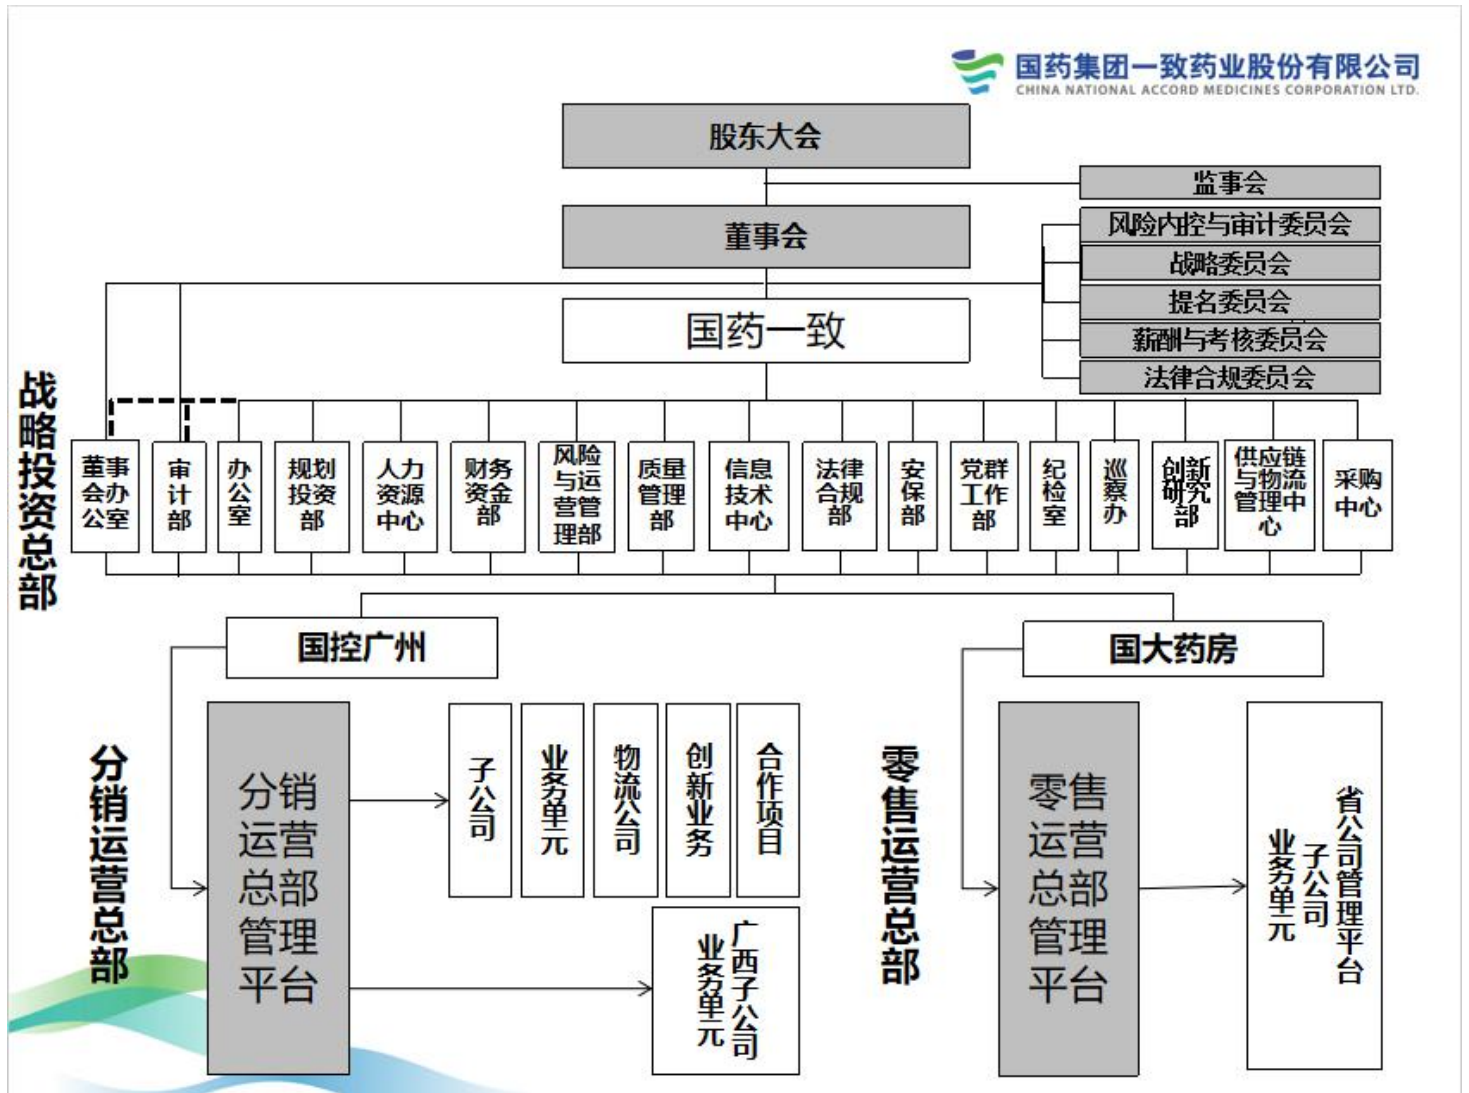 国药集团一致药业股份有限公司
CHINA NATIONAL ACCORD MEDICINES CORPORATION LTD.
股东大会
监事会
董事会
风险内控与审计委员会
战略委员会
提名委员会
薪酬与考核委员会
法律合规委员会
国药一致
战略投资总部
董事
会办
公室
审
计
部
办
公
室
规划
投资
部
人力
资源
中心
财务
资金
部
风险
与运
营管
理部
质量
管理
部
信息
技术
中心
法律
合规
部
安
保
部
党群
工作
部
纪
检
室
巡
察
办
创新
研究
部
供应链
与物流
管理中
心
采购
中心
国控广州
国大药房
分销运营总部
分销
运营
总部
管理
平台
子公司
业务单元
物流公司
创新业务
合作项目
广西子公司
业务单元
零售运营总部
零售
运营
总部
管理
平台
省公司管理平台
子公司
业务单元